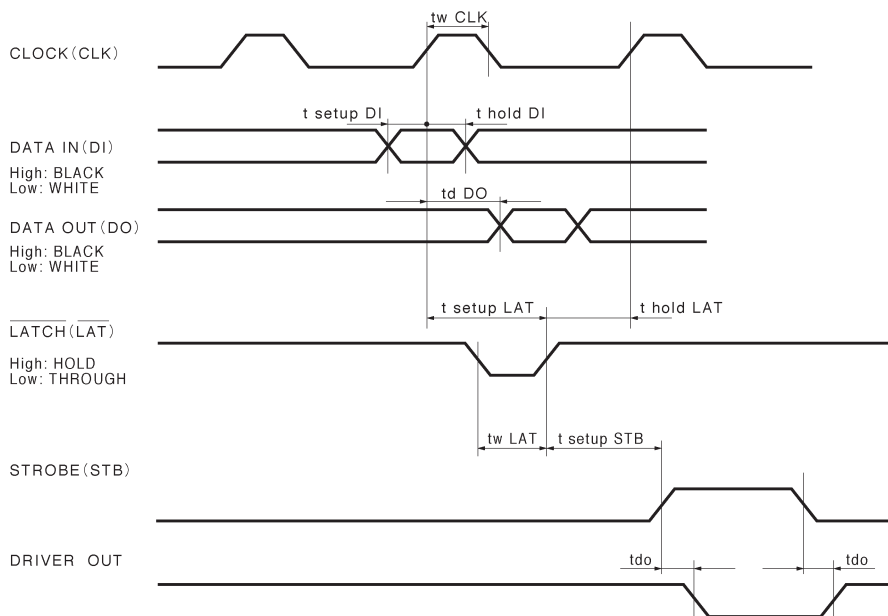 tw CLK
CLOCK(CLK)
t setup DI
t hold DI
DATA IN(DI)
High: BLACK
Low: WHITE
td DO
DATA OUT(DO)
High: BLACK
Low: WHITE
t setup LAT
t hold LAT
LATCH(LAT)
High: HOLD
Low: THROUGH
tw LAT
t setup STB
STROBE(STB)
DRIVER OUT
tdo
tdo